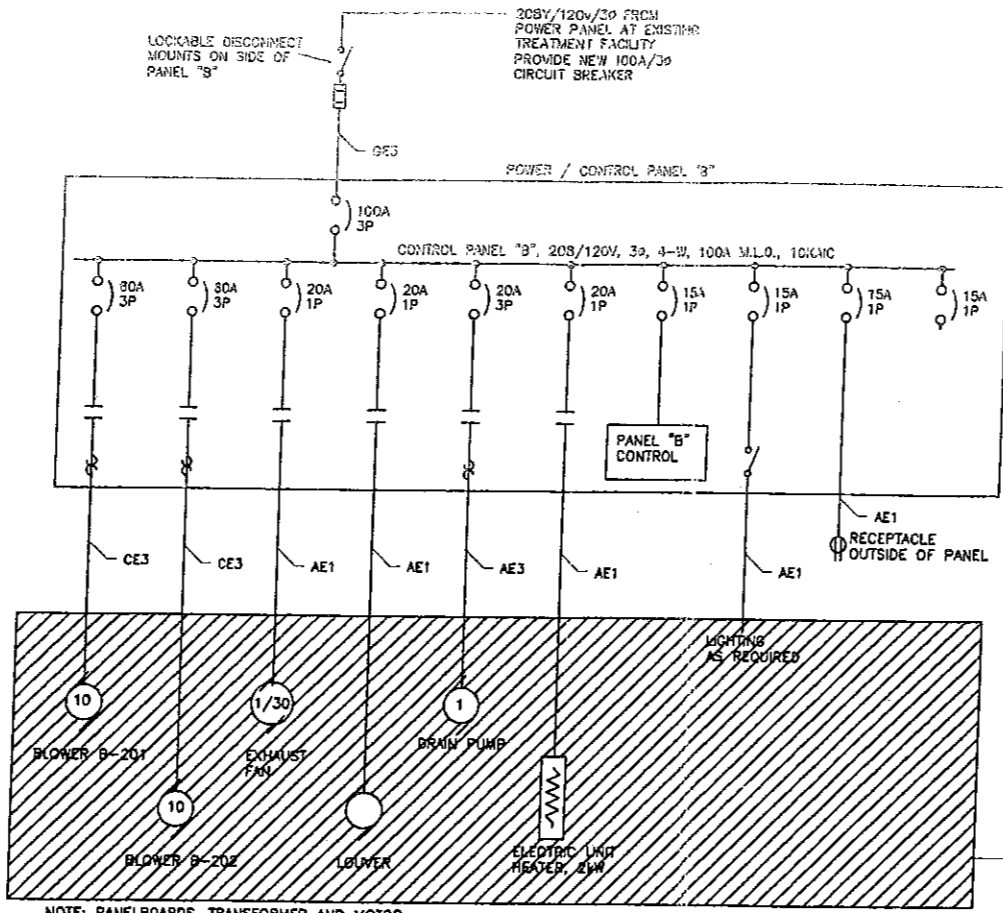 208Y/120V/3Ø FROM
POWER PANEL AT EXISTING
TREATMENT FACILITY
PROVIDE NEW 100A/3Ø
CIRCUIT BREAKER
LOCKABLE DISCONNECT
MOUNTS ON SIDE OF
PANEL "B"
GE3
POWER / CONTROL PANEL "B"
100A
3P
CONTROL PANEL "B", 208/120V, 3Ø, 4-W, 100A M.L.O., 10KAIC
80A
3P
80A
3P
20A
1P
20A
1P
20A
3P
20A
1P
15A
1P
15A
1P
15A
1P
15A
1P
PANEL "B"
CONTROL
CE3
CE3
AE1
AE1
AE3
AE1
AE1
AE1
RECEPTACLE
OUTSIDE OF PANEL
LIGHTING
AS REQUIRED
10
BLOWER B-201
10
BLOWER B-202
1/30
EXHAUST
FAN
LOUVER
1
DRAIN PUMP
ELECTRIC UNIT
HEATER, 2kW
NOTE: PANELBOARDS, TRANSFORMER AND MOTOR